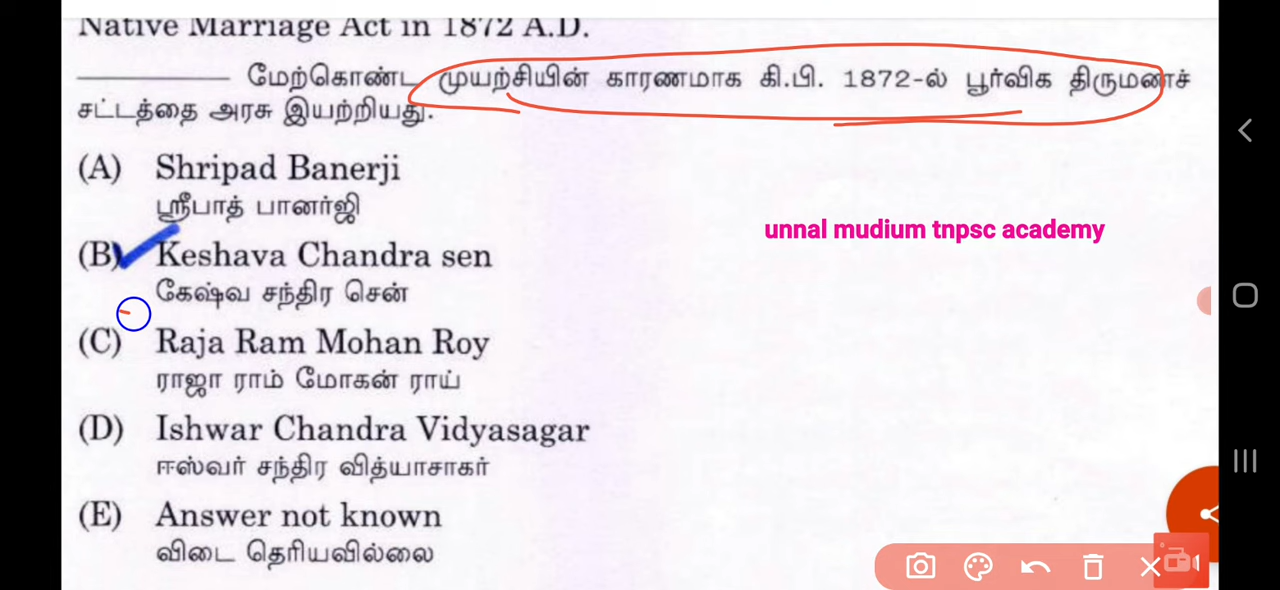 Native Marriage Act in 1872 A.D.
மேற்கொண்ட முயற்சியின் காரணமாக கி.பி. 1872-ல் பூர்விக திருமணச்
சட்டத்தை அரசு இயற்றியது.
(A) Shripad Banerji
ஸ்ரீபாத் பானர்ஜி
unnal mudium tnpsc academy
(B) Keshava Chandra sen
கேஷ்வ சந்திர சென்
(C) Raja Ram Mohan Roy
ராஜா ராம் மோகன் ராய்
(D) Ishwar Chandra Vidyasagar
ஈஸ்வர் சந்திர வித்யாசாகர்
(E) Answer not known
விடை தெரியவில்லை